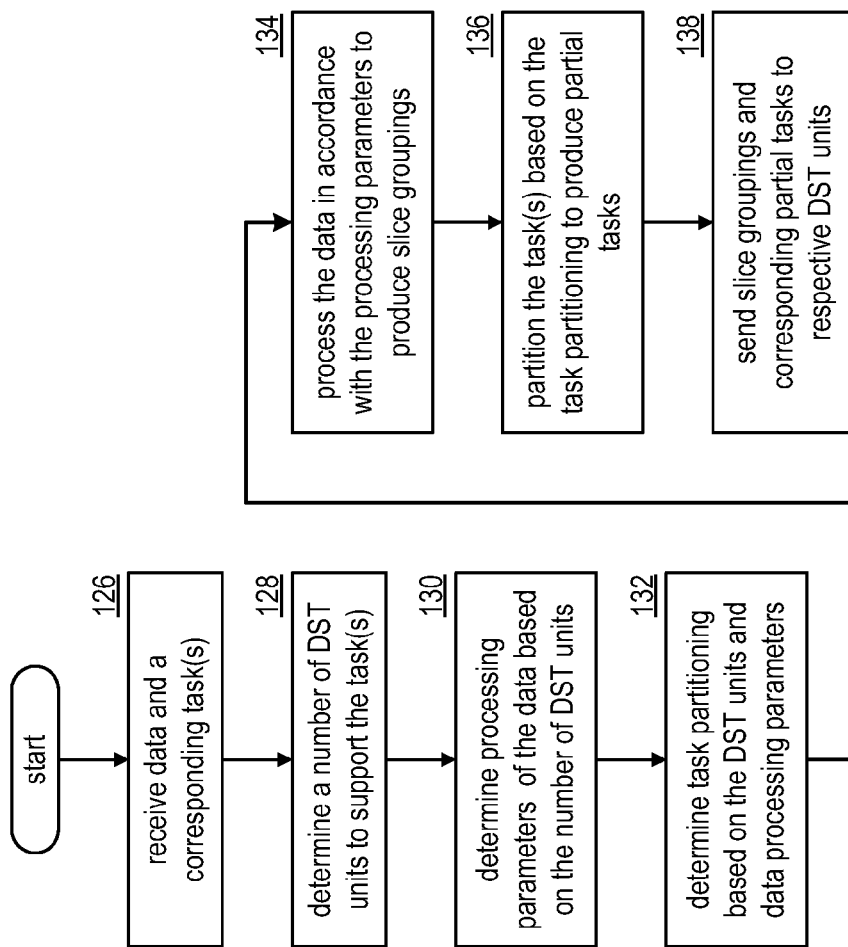 start
126
receive data and a
corresponding task(s)
128
determine a number of DST
units to support the task(s)
130
determine processing
parameters of the data based
on the number of DST units
132
determine task partitioning
based on the DST units and
data processing parameters
134
process the data in accordance
with the processing parameters to
produce slice groupings
136
partition the task(s) based on the
task partitioning to produce partial
tasks
138
send slice groupings and
corresponding partial tasks to
respective DST units